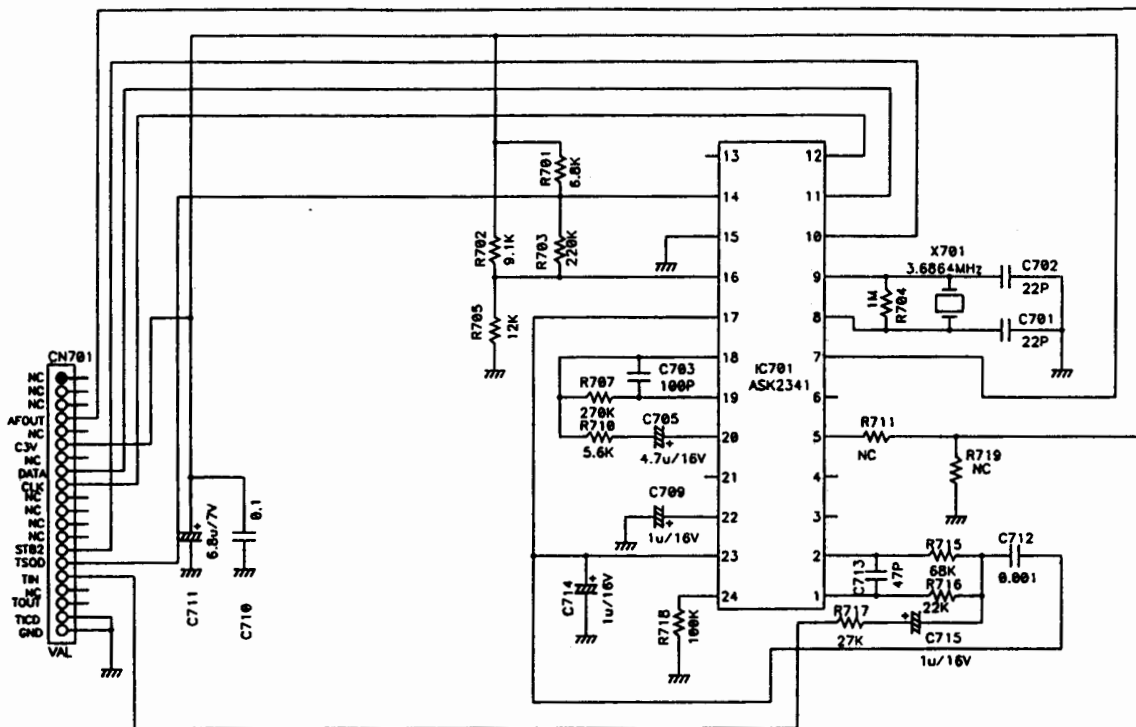 CN701
NC
NC
NC
AFOUT
NC
C3V
NC
DATA
CLK
NC
NC
NC
NC
STB2
TSOD
TIN
NC
TOUT
TICD
GND
VAL
6.8u/7V
C711
0.1
C710
R701
6.8K
R702
9.1K
R703
220K
R705
12K
C703
100P
R707
270K
R710
5.6K
C705
4.7u/16V
C709
1u/16V
C714
1u/16V
R718
100K
IC701
ASK2341
13
14
15
16
17
18
19
20
21
22
23
24
12
11
10
9
8
7
6
5
4
3
2
1
X701
3.6864MHz
1M
R704
C702
22P
C701
22P
R711
NC
R719
NC
C713
47P
R715
68K
R716
22K
C712
0.001
R717
27K
C715
1u/16V